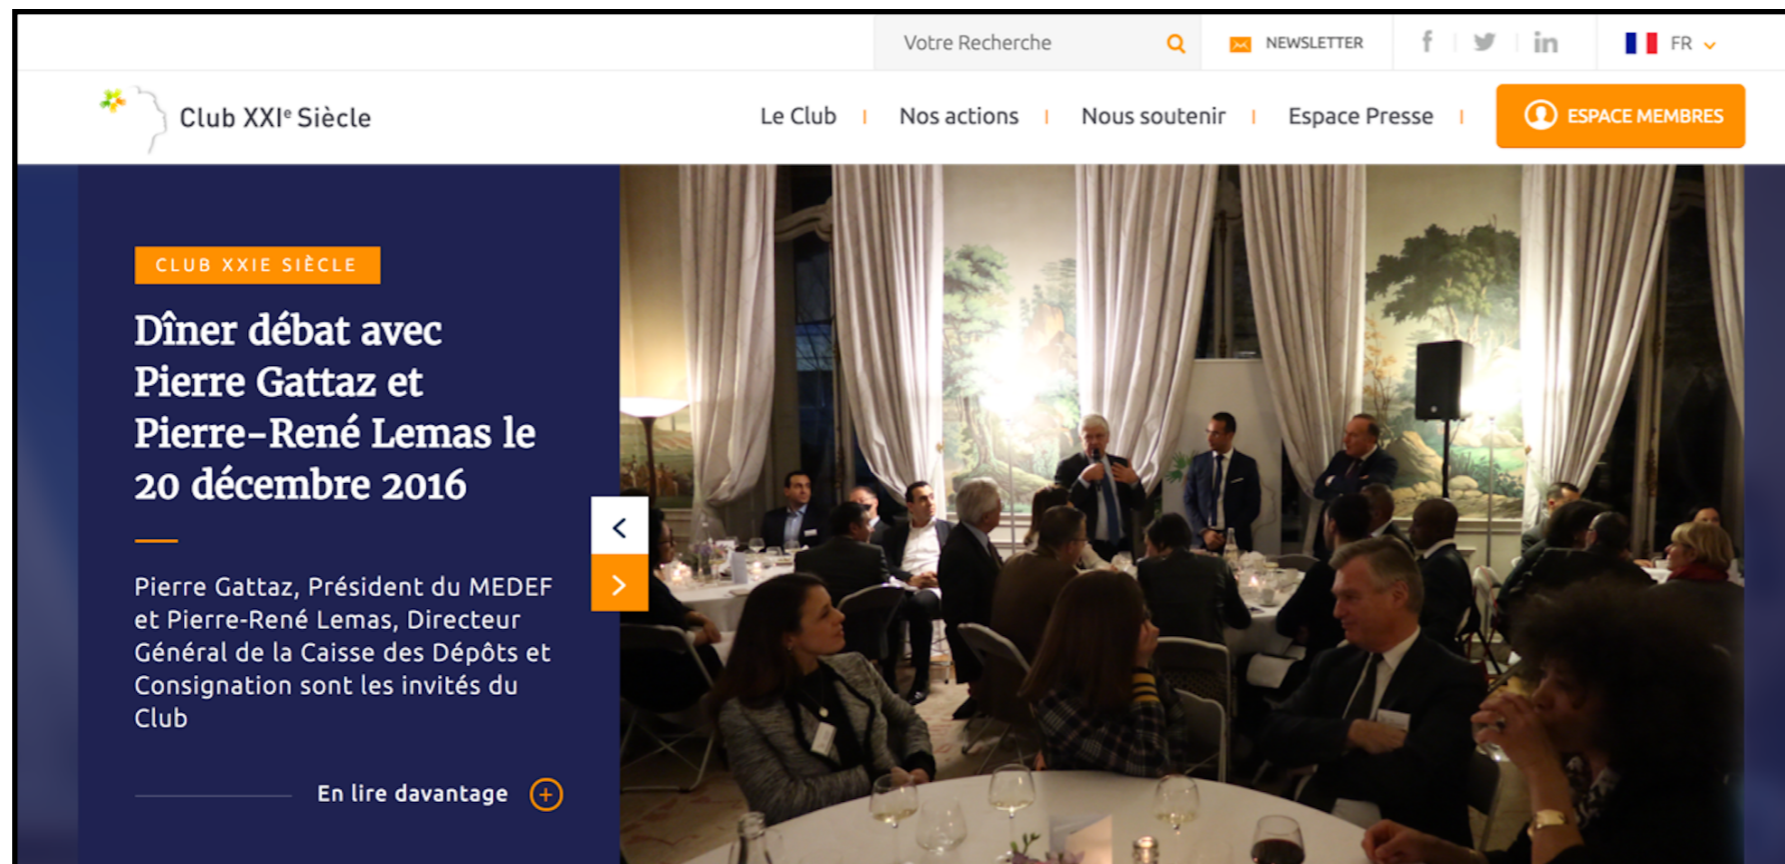 Votre Recherche
NEWSLETTER
FR
Club XXIᵉ Siècle
Le Club
Nos actions
Nous soutenir
Espace Presse
ESPACE MEMBRES
CLUB XXIE SIÈCLE
Dîner débat avec
Pierre Gattaz et
Pierre-René Lemas le
20 décembre 2016
Pierre Gattaz, Président du MEDEF
et Pierre-René Lemas, Directeur
Général de la Caisse des Dépôts et
Consignation sont les invités du
Club
En lire davantage